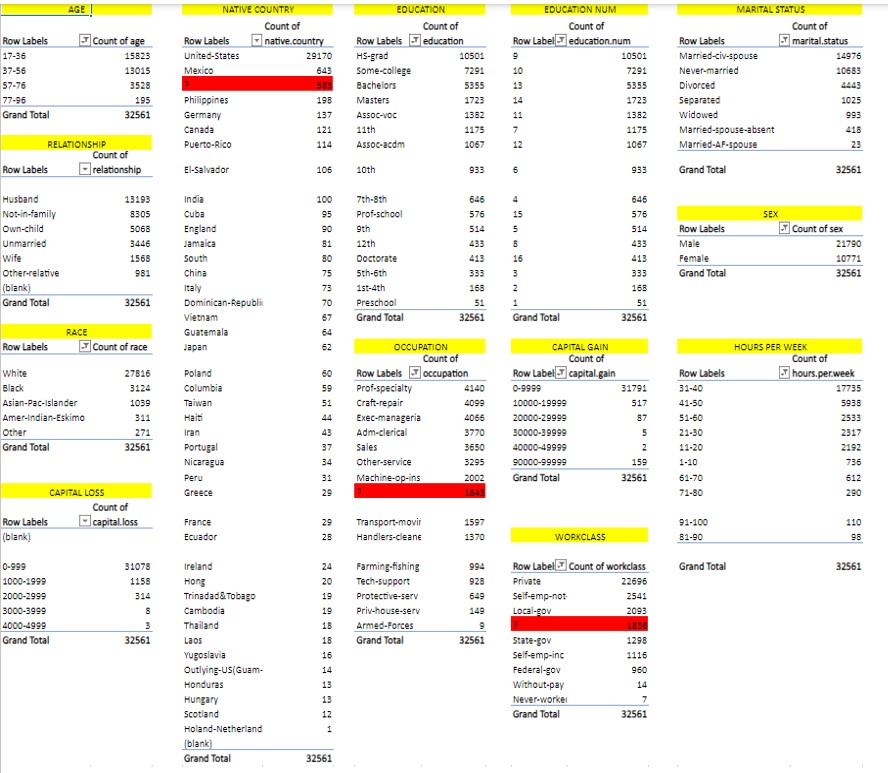 AGE
Row Labels Count of age
17-36 15823
37-56 13015
57-76 3528
77-96 195
Grand Total 32561
RELATIONSHIP
Count of
Row Labels relationship
Husband 13193
Not-in-family 8305
Own-child 5068
Unmarried 3446
Wife 1568
Other-relative 981
(blank)
Grand Total 32561
RACE
Row Labels Count of race
White 27816
Black 3124
Asian-Pac-Islander 1039
Amer-Indian-Eskimo 311
Other 271
Grand Total 32561
CAPITAL LOSS
Count of
Row Labels capital.loss
(blank)
0-999 31078
1000-1999 1158
2000-2999 314
3000-3999 8
4000-4999 3
Grand Total 32561
NATIVE COUNTRY
Count of
Row Labels native.country
United-States 29170
Mexico 643
? 583
Philippines 198
Germany 137
Canada 121
Puerto-Rico 114
El-Salvador 106
India 100
Cuba 95
England 90
Jamaica 81
South 80
China 75
Italy 73
Dominican-Republi 70
Vietnam 67
Guatemala 64
Japan 62
Poland 60
Columbia 59
Taiwan 51
Haiti 44
Iran 43
Portugal 37
Nicaragua 34
Peru 31
Greece 29
France 29
Ecuador 28
Ireland 24
Hong 20
Trinadad&Tobago 19
Cambodia 19
Thailand 18
Laos 18
Yugoslavia 16
Outlying-US(Guam- 14
Honduras 13
Hungary 13
Scotland 12
Holand-Netherland 1
(blank)
Grand Total 32561
EDUCATION
Count of
Row Labels education
HS-grad 10501
Some-college 7291
Bachelors 5355
Masters 1723
Assoc-voc 1382
11th 1175
Assoc-acdm 1067
10th 933
7th-8th 646
Prof-school 576
9th 514
12th 433
Doctorate 413
5th-6th 333
1st-4th 168
Preschool 51
Grand Total 32561
OCCUPATION
Count of
Row Labels occupation
Prof-specialty 4140
Craft-repair 4099
Exec-manageria 4066
Adm-clerical 3770
Sales 3650
Other-service 3295
Machine-op-ins 2002
? 1843
Transport-movir 1597
Handlers-cleane 1370
Farming-fishing 994
Tech-support 928
Protective-serv 649
Priv-house-serv 149
Armed-Forces 9
Grand Total 32561
EDUCATION NUM
Count of
Row Label education.num
9 10501
10 7291
13 5355
14 1723
11 1382
7 1175
12 1067
6 933
4 646
15 576
5 514
8 433
16 413
3 333
2 168
1 51
Grand Total 32561
CAPITAL GAIN
Count of
Row Label capital.gain
0-9999 31791
10000-19999 517
20000-29999 87
30000-39999 5
40000-49999 2
90000-99999 159
Grand Total 32561
WORKCLASS
Row Label Count of workclass
Private 22696
Self-emp-not- 2541
Local-gov 2093
? 1836
State-gov 1298
Self-emp-inc 1116
Federal-gov 960
Without-pay 14
Never-worke 7
Grand Total 32561
MARITAL STATUS
Count of
Row Labels marital.status
Married-civ-spouse 14976
Never-married 10683
Divorced 4443
Separated 1025
Widowed 993
Married-spouse-absent 418
Married-AF-spouse 23
Grand Total 32561
SEX
Row Labels Count of sex
Male 21790
Female 10771
Grand Total 32561
HOURS PER WEEK
Count of
Row Labels hours.per.week
31-40 17735
41-50 5938
51-60 2533
21-30 2317
11-20 2192
1-10 736
61-70 612
71-80 290
91-100 110
81-90 98
Grand Total 32561